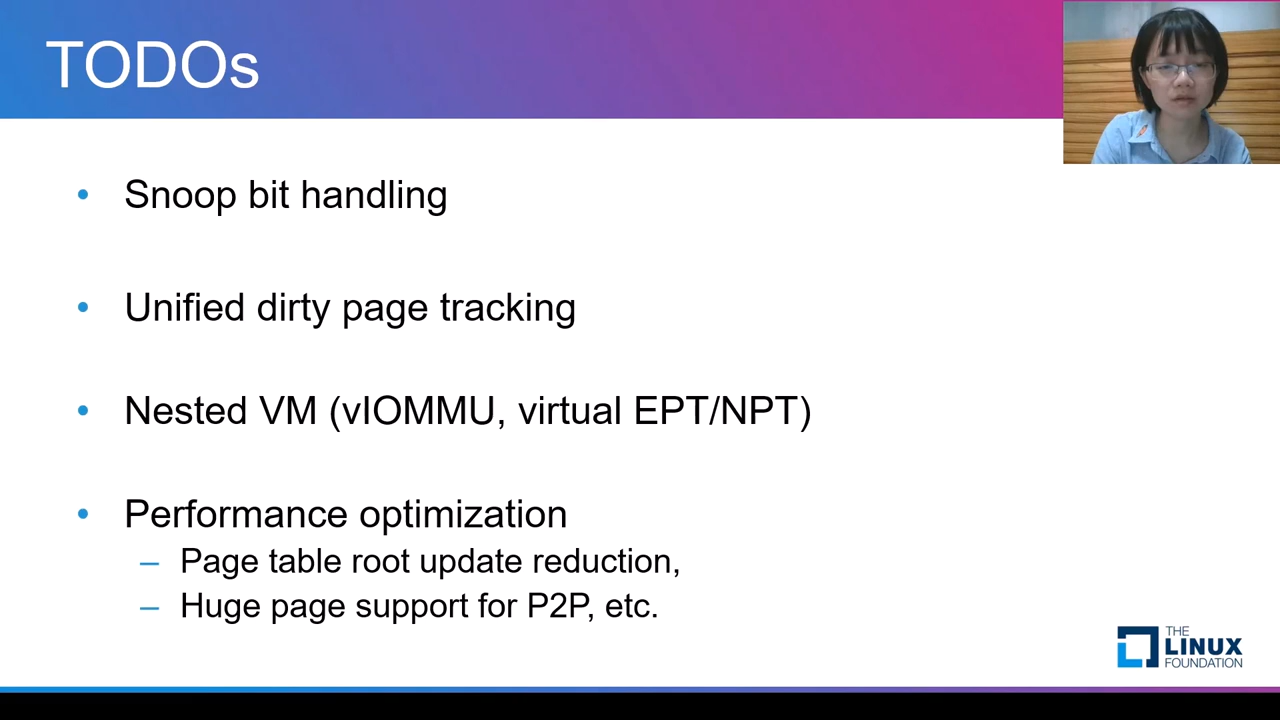 TODOs
• Snoop bit handling
• Unified dirty page tracking
• Nested VM (vIOMMU, virtual EPT/NPT)
• Performance optimization
– Page table root update reduction,
– Huge page support for P2P, etc.
THE
LINUX
FOUNDATION